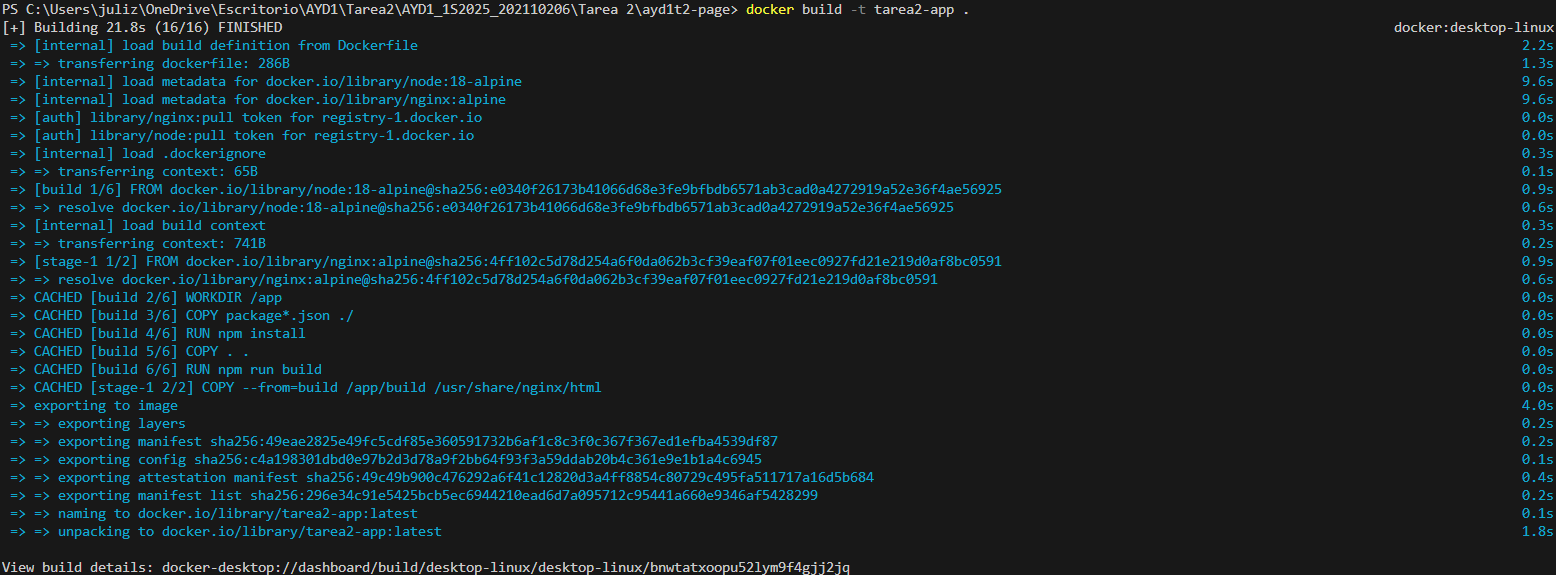 PS C:\Users\juliz\OneDrive\Escritorio\AYD1\Tarea2\AYD1_1S2025_202110206\Tarea 2\ayd1t2-page> docker build -t tarea2-app .
[+] Building 21.8s (16/16) FINISHED docker:desktop-linux
=> [internal] load build definition from Dockerfile 2.2s
=> => transferring dockerfile: 286B 1.3s
=> [internal] load metadata for docker.io/library/node:18-alpine 9.6s
=> [internal] load metadata for docker.io/library/nginx:alpine 9.6s
=> [auth] library/nginx:pull token for registry-1.docker.io 0.0s
=> [auth] library/node:pull token for registry-1.docker.io 0.0s
=> [internal] load .dockerignore 0.3s
=> => transferring context: 65B 0.1s
=> [build 1/6] FROM docker.io/library/node:18-alpine@sha256:e0340f26173b41066d68e3fe9bfbdb6571ab3cad0a4272919a52e36f4ae56925 0.9s
=> => resolve docker.io/library/node:18-alpine@sha256:e0340f26173b41066d68e3fe9bfbdb6571ab3cad0a4272919a52e36f4ae56925 0.6s
=> [internal] load build context 0.3s
=> => transferring context: 741B 0.2s
=> [stage-1 1/2] FROM docker.io/library/nginx:alpine@sha256:4ff102c5d78d254a6f0da062b3cf39eaf07f01eec0927fd21e219d0af8bc0591 0.9s
=> => resolve docker.io/library/nginx:alpine@sha256:4ff102c5d78d254a6f0da062b3cf39eaf07f01eec0927fd21e219d0af8bc0591 0.6s
=> CACHED [build 2/6] WORKDIR /app 0.0s
=> CACHED [build 3/6] COPY package*.json ./ 0.0s
=> CACHED [build 4/6] RUN npm install 0.0s
=> CACHED [build 5/6] COPY . . 0.0s
=> CACHED [build 6/6] RUN npm run build 0.0s
=> CACHED [stage-1 2/2] COPY --from=build /app/build /usr/share/nginx/html 0.0s
=> exporting to image 4.0s
=> => exporting layers 0.2s
=> => exporting manifest sha256:49eae2825e49fc5cdf85e360591732b6af1c8c3f0c367f367ed1efba4539df87 0.2s
=> => exporting config sha256:c4a198301dbd0e97b2d3d78a9f2bb64f93f3a59ddab20b4c361e9e1b1a4c6945 0.1s
=> => exporting attestation manifest sha256:49c49b900c476292a6f41c12820d3a4ff8854c80729c495fa511717a16d5b684 0.4s
=> => exporting manifest list sha256:296e34c91e5425bcb5ec6944210ead6d7a095712c95441a660e9346af5428299 0.2s
=> => naming to docker.io/library/tarea2-app:latest 0.1s
=> => unpacking to docker.io/library/tarea2-app:latest 1.8s
View build details: docker-desktop://dashboard/build/desktop-linux/desktop-linux/bnwtatxoopu52lym9f4gjj2jq